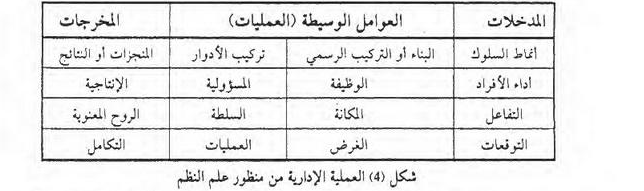 المدخلات العوامل الوسيطة (العمليات) المخرجات
أنماط السلوك البناء أو التركيب الرسمي تركيب الأدوار المنجزات أو النتائج
أداء الأفراد الوظيفة المسؤولية الإنتاجية
التفاعل المكانة السلطة الروح المعنوية
التوقعات الغرض العمليات التكامل
شكل (4) العملية الإدارية من منظور علم النظم